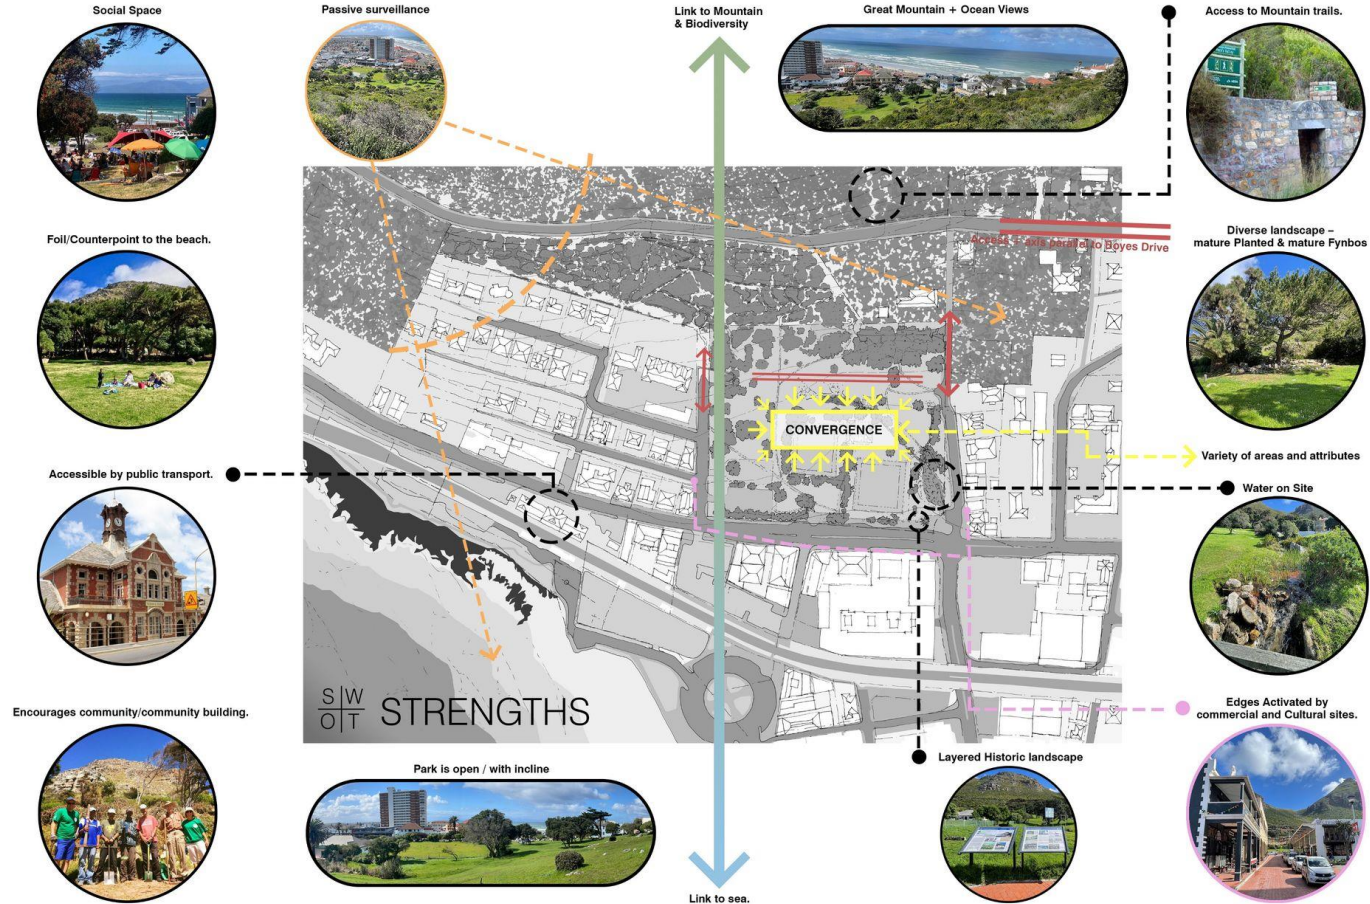 Social Space
Passive surveillance
Link to Mountain
& Biodiversity
Great Mountain + Ocean Views
Access to Mountain trails.
Foil/Counterpoint to the beach.
Access + axis parallel to Boyes Drive
Diverse landscape –
mature Planted & mature Fynbos
CONVERGENCE
Variety of areas and attributes
Accessible by public transport.
Water on Site
S W
O T
STRENGTHS
Edges Activated by
commercial and Cultural sites.
Encourages community/community building.
Park is open / with incline
Layered Historic landscape
Link to sea.